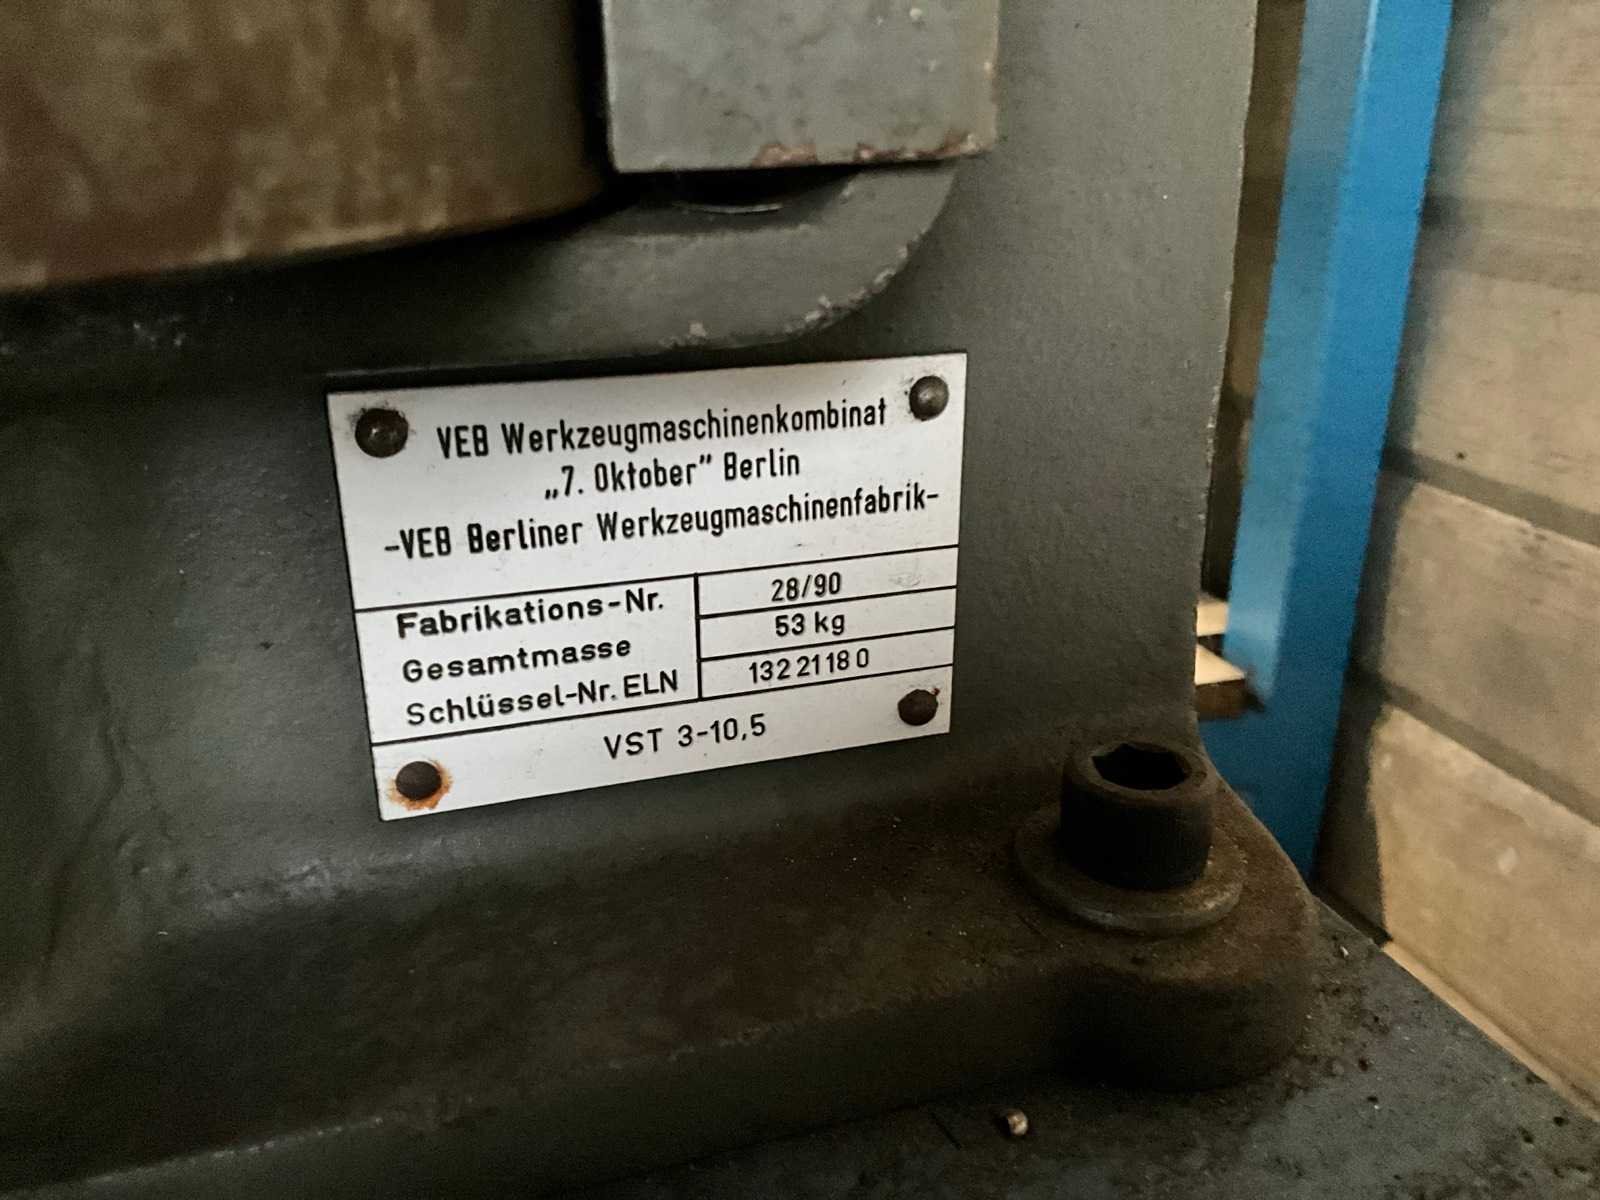 VEB Werkzeugmaschinenkombinat
„7. Oktober” Berlin
-VEB Berliner Werkzeugmaschinenfabrik-
Fabrikations-Nr. 28/90
Gesamtmasse 53 kg
Schlüssel-Nr. ELN 132 21 18 0
VST 3-10,5